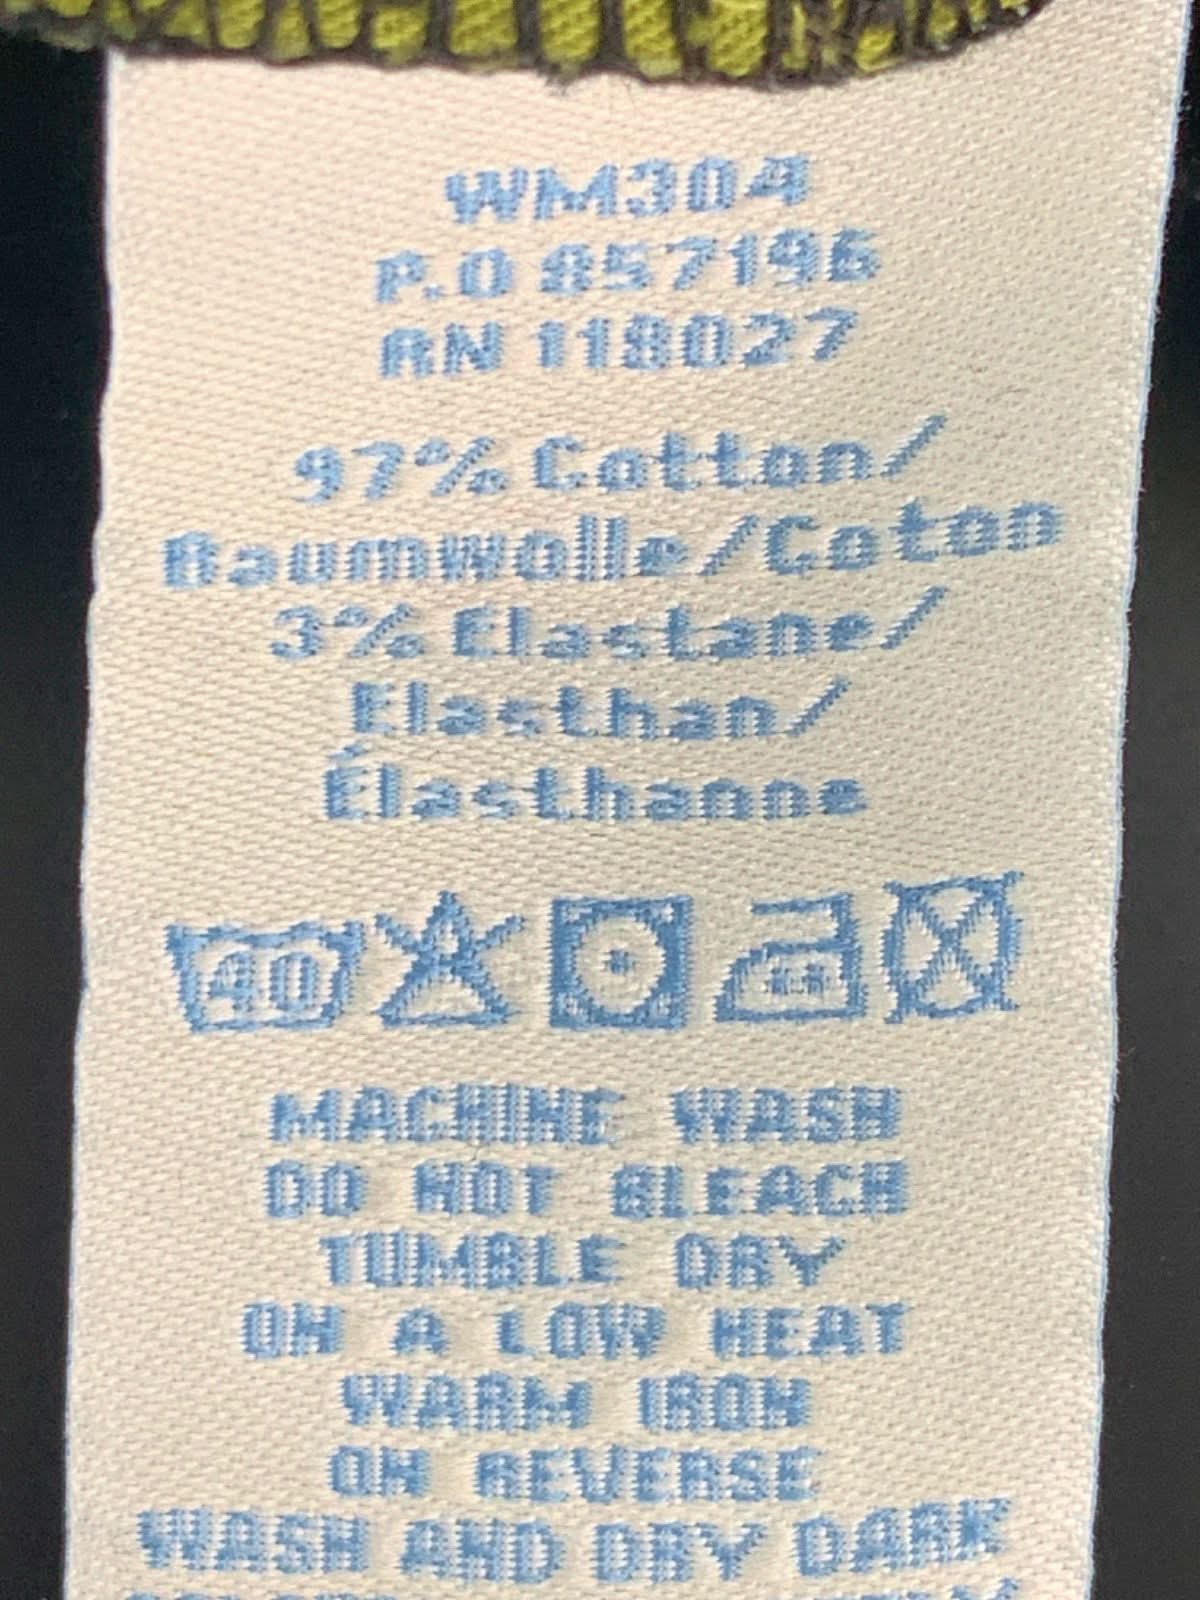 WM304
P.O 857196
RN 118027
97% Cotton/
Baumwolle/Coton
3% Elastane/
Elasthan/
Élasthanne
40
MACHINE WASH
DO NOT BLEACH
TUMBLE DRY
ON A LOW HEAT
WARM IRON
ON REVERSE
WASH AND DRY DARK